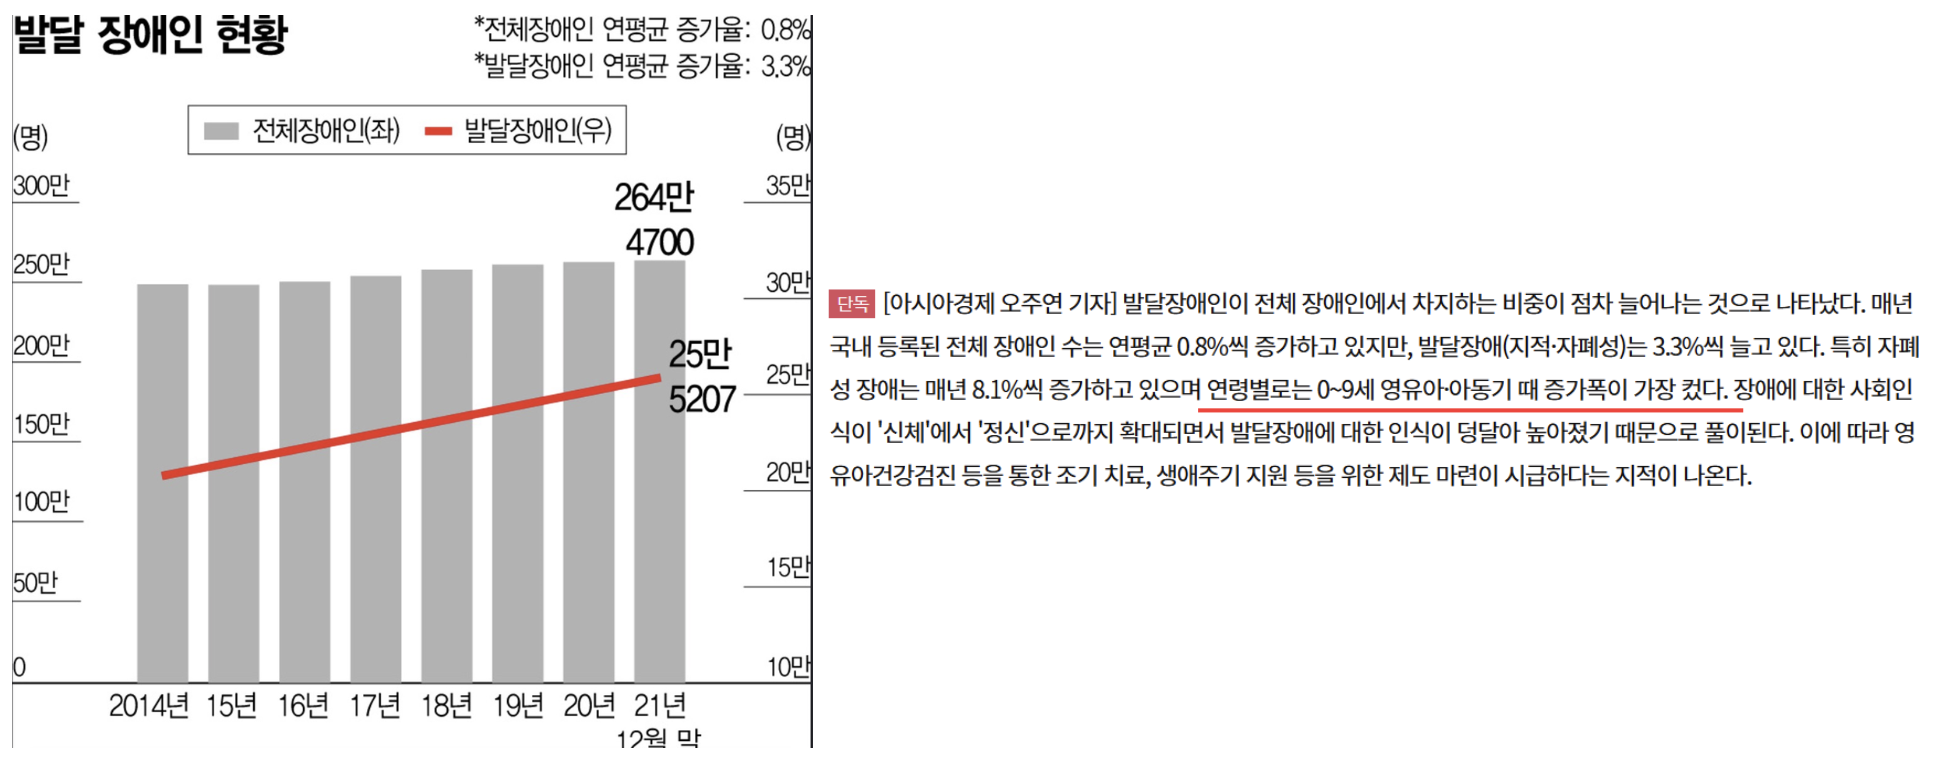 발달 장애인 현황
*전체장애인 연평균 증가율: 0.8%
*발달장애인 연평균 증가율: 3.3%
전체장애인(좌) 발달장애인(우)
(명)
300만
250만
200만
150만
100만
50만
0
(명)
35만
30만
25만
20만
15만
10만
264만
4700
25만
5207
2014년 15년 16년 17년 18년 19년 20년 21년
12월 말
단독 [아시아경제 오주연 기자] 발달장애인이 전체 장애인에서 차지하는 비중이 점차 늘어나는 것으로 나타났다. 매년
국내 등록된 전체 장애인 수는 연평균 0.8%씩 증가하고 있지만, 발달장애(지적·자폐성)는 3.3%씩 늘고 있다. 특히 자폐
성 장애는 매년 8.1%씩 증가하고 있으며 연령별로는 0~9세 영유아·아동기 때 증가폭이 가장 컸다. 장애에 대한 사회인
식이 '신체'에서 '정신'으로까지 확대되면서 발달장애에 대한 인식이 덩달아 높아졌기 때문으로 풀이된다. 이에 따라 영
유아건강검진 등을 통한 조기 치료, 생애주기 지원 등을 위한 제도 마련이 시급하다는 지적이 나온다.